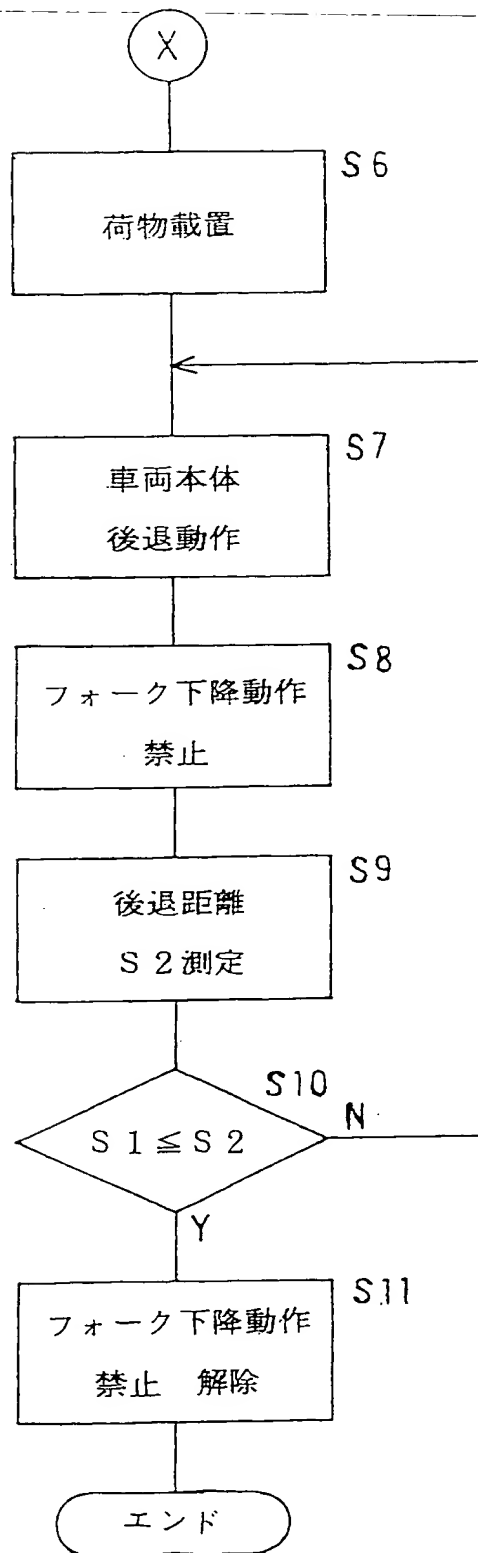 X
S6
荷物載置
S7
車両本体
後退動作
S8
フォーク下降動作
禁止
S9
後退距離
S2測定
S10
S1≦S2
N
Y
S11
フォーク下降動作
禁止 解除
エンド